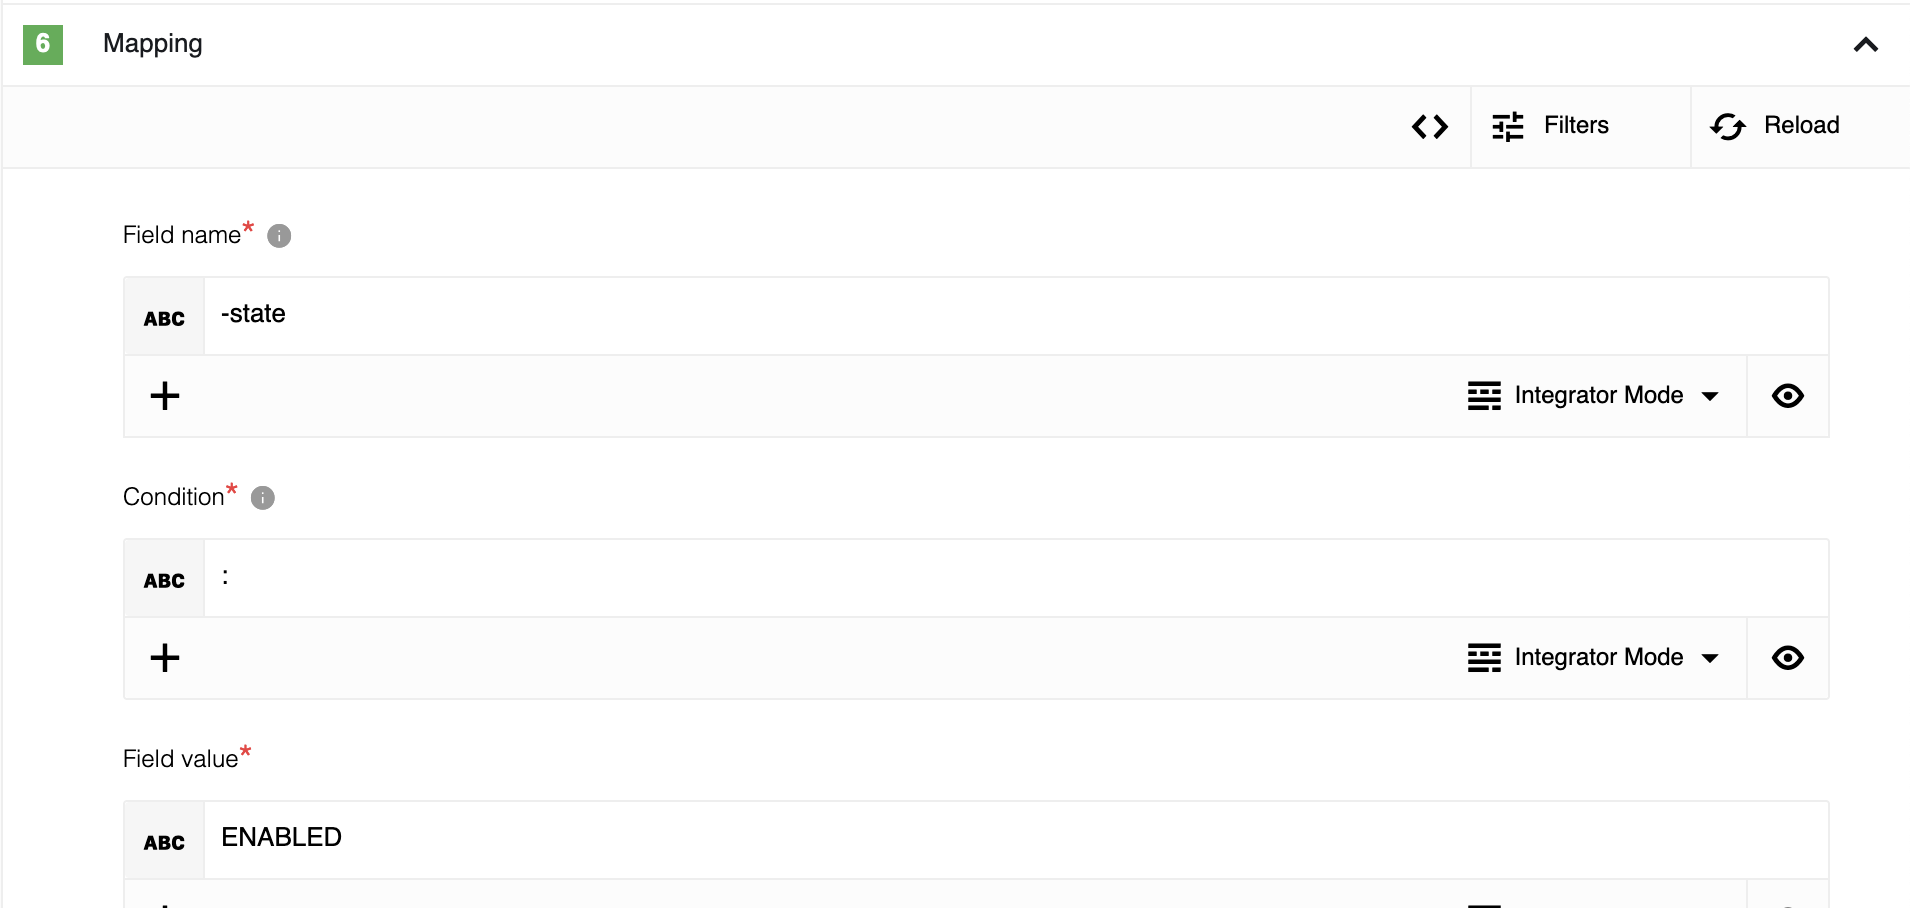 6 Mapping
Filters Reload
Field name* i
ABC -state
Integrator Mode
Condition* i
ABC :
Integrator Mode
Field value*
ABC ENABLED